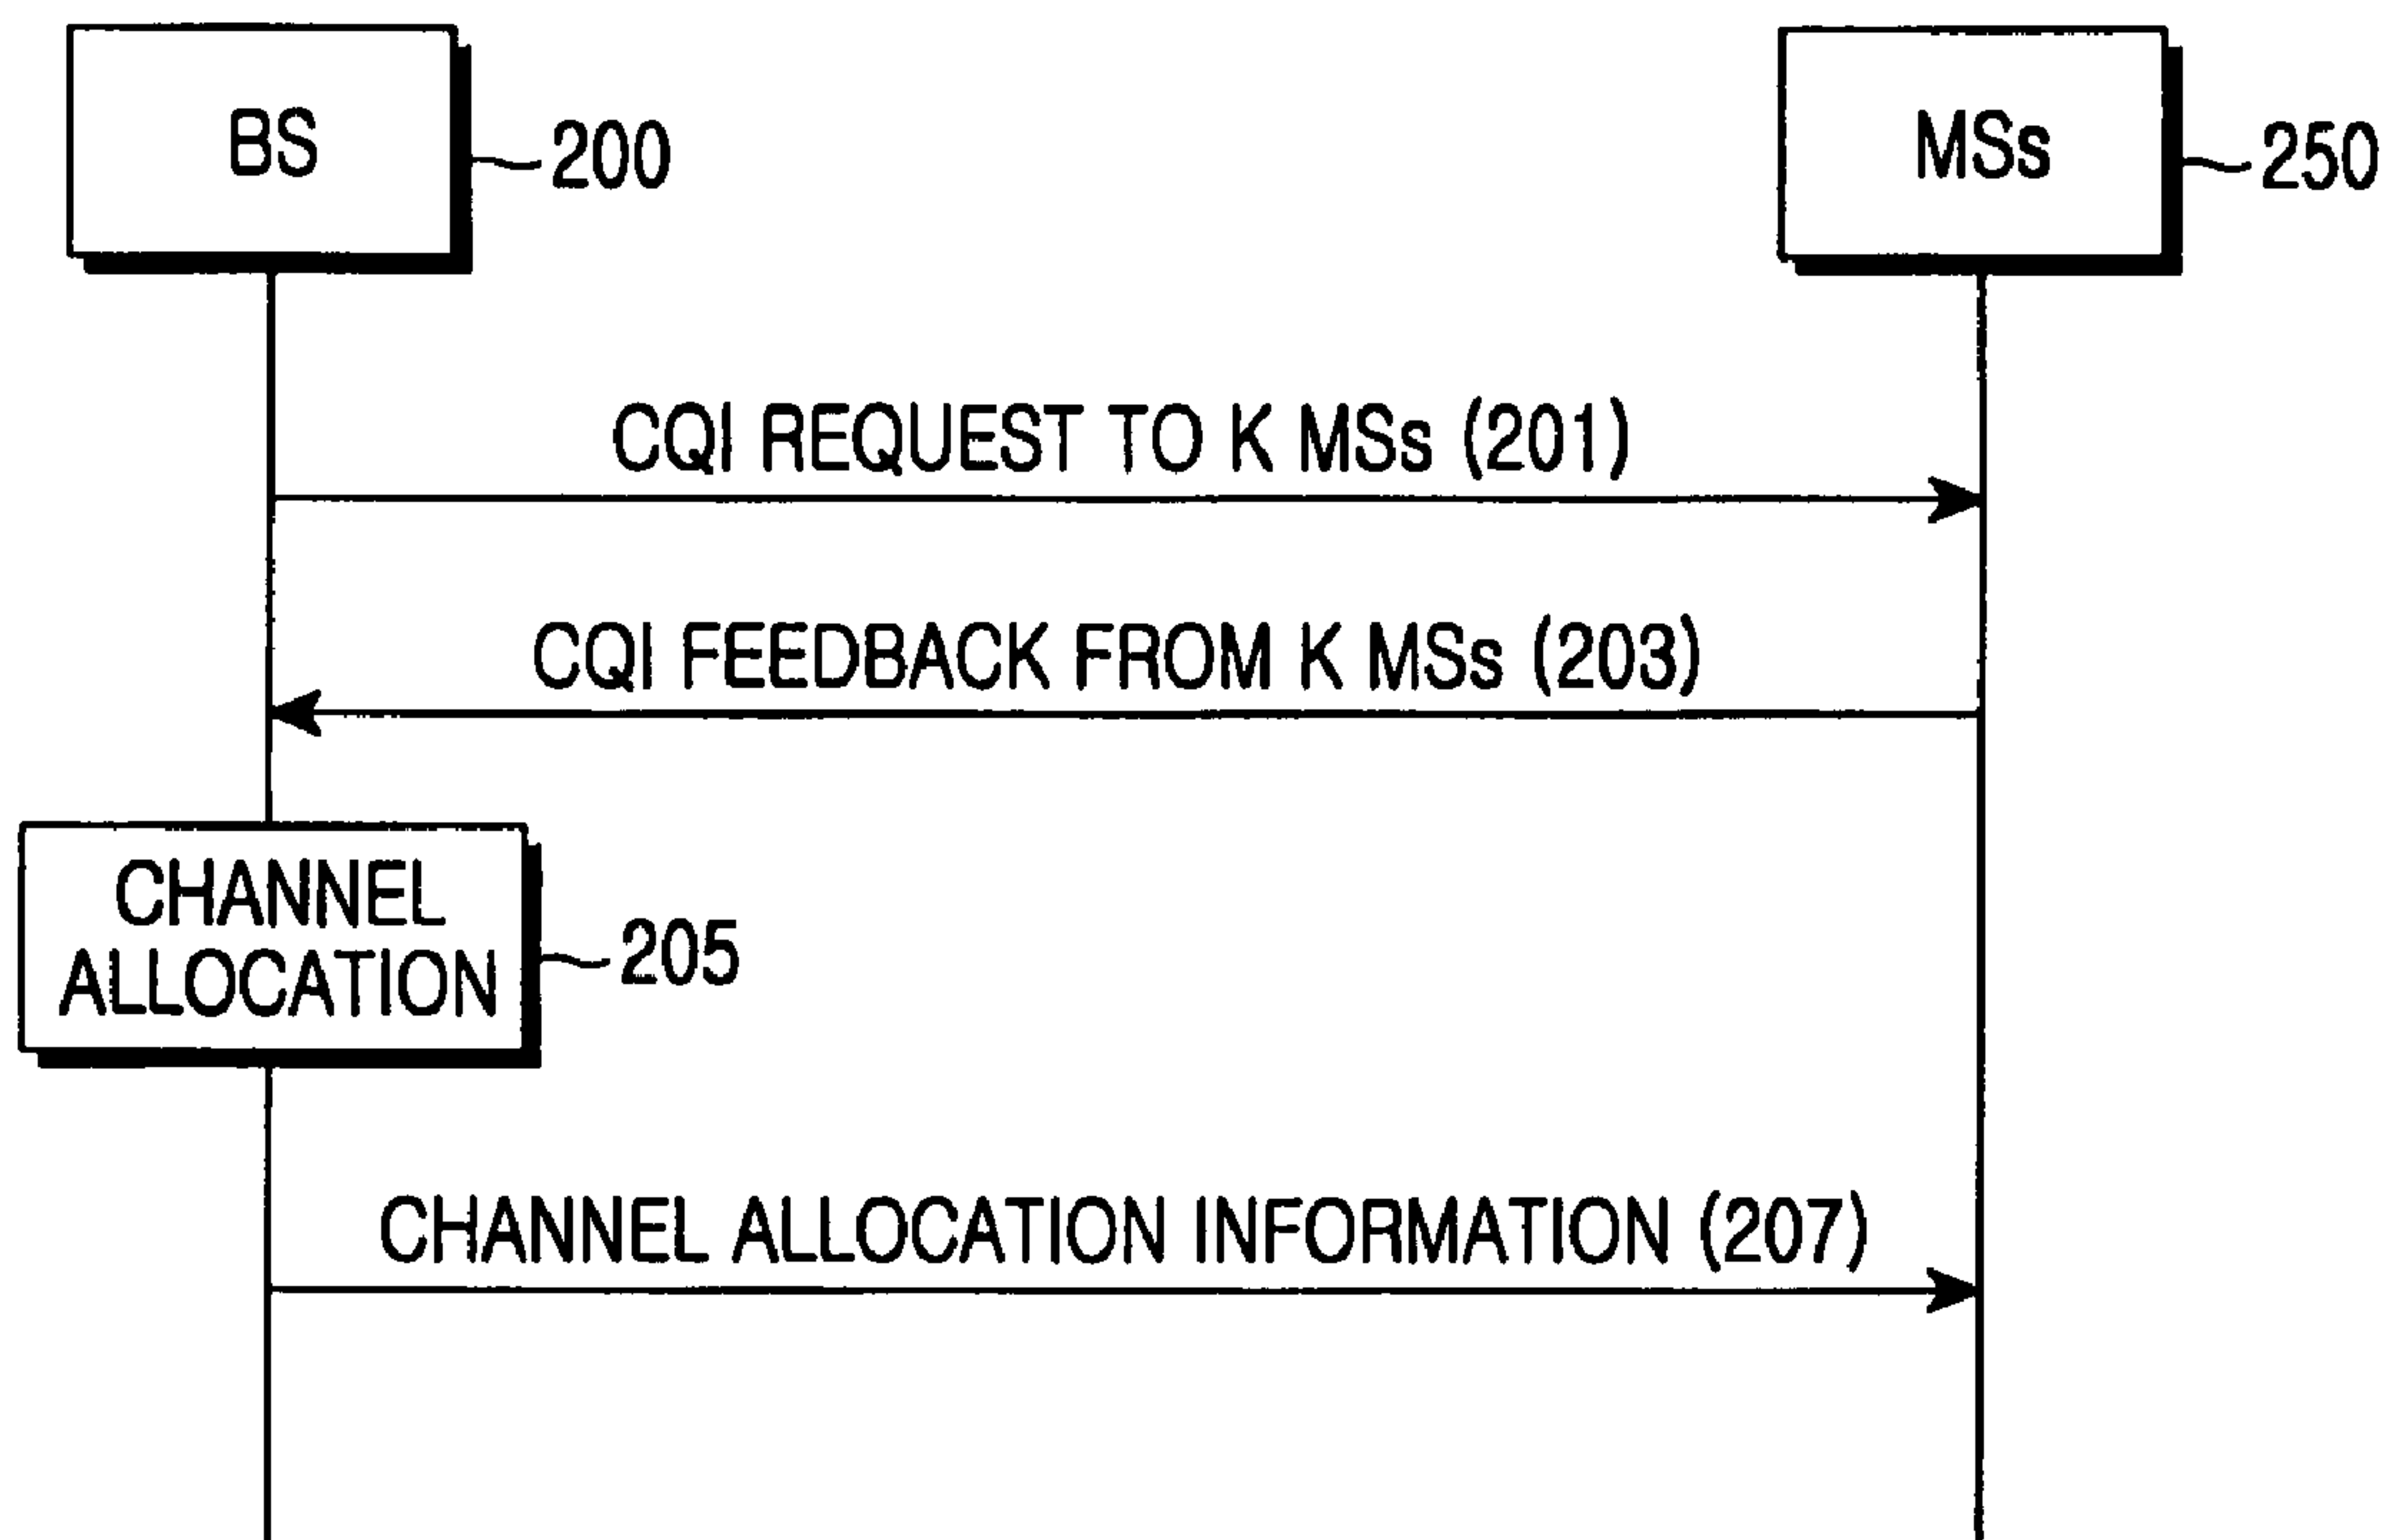 BS
200
MSs
250
CQI REQUEST TO K MSs (201)
CQI FEEDBACK FROM K MSs (203)
CHANNEL
ALLOCATION
205
CHANNEL ALLOCATION INFORMATION (207)